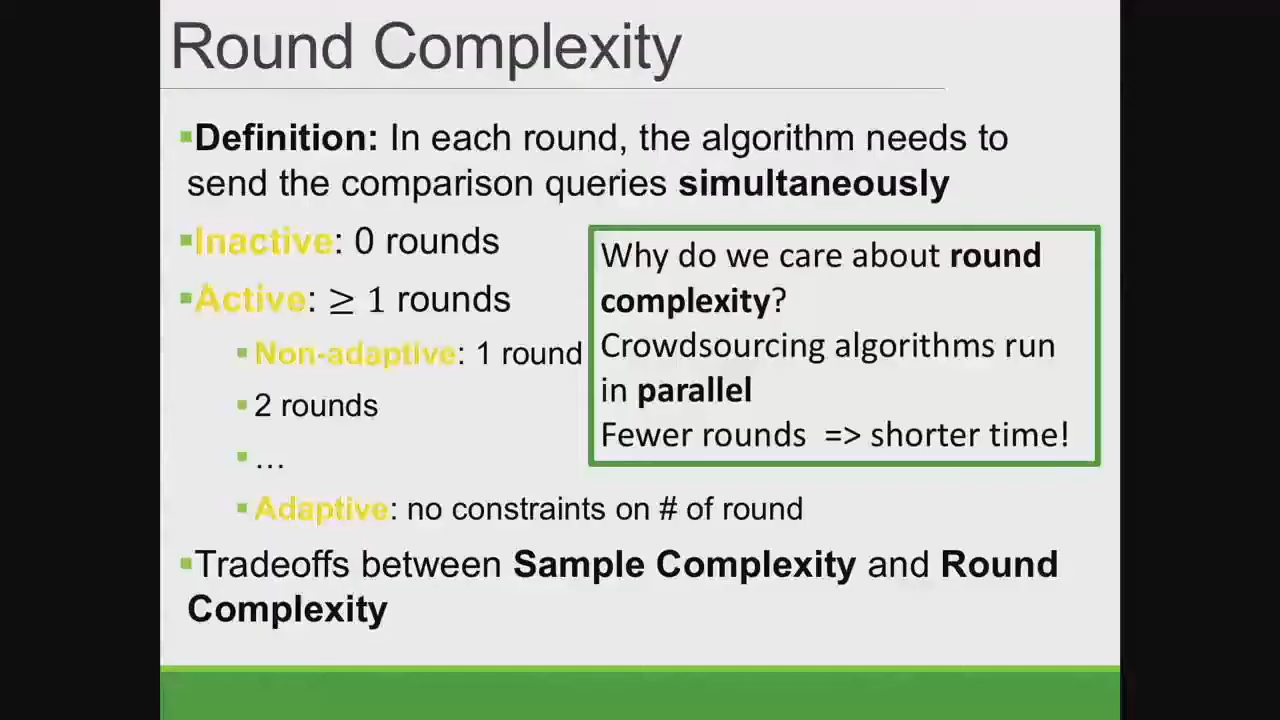 Round Complexity
▪Definition: In each round, the algorithm needs to
send the comparison queries simultaneously
▪Inactive: 0 rounds
▪Active: ≥ 1 rounds
▪Non-adaptive: 1 round
▪2 rounds
▪…
▪Adaptive: no constraints on # of round
Why do we care about round
complexity?
Crowdsourcing algorithms run
in parallel
Fewer rounds => shorter time!
▪Tradeoffs between Sample Complexity and Round
Complexity